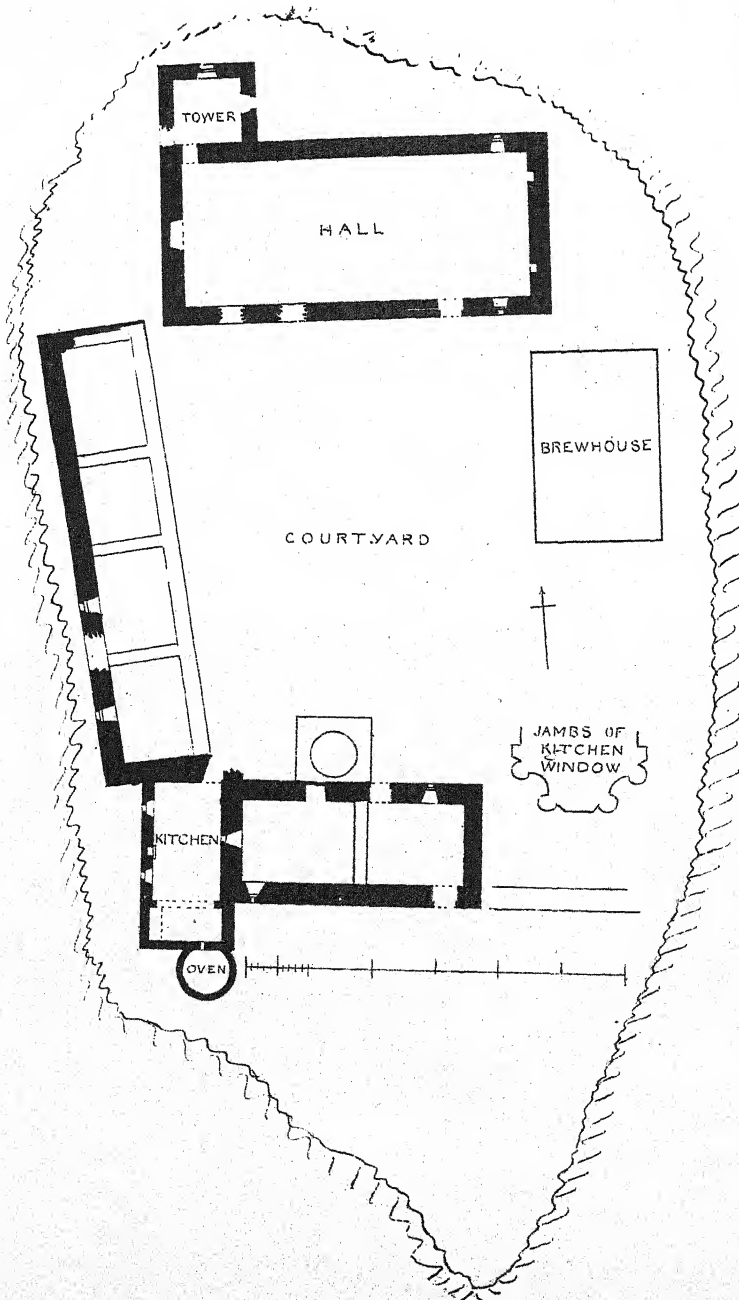 TOWER
HALL
BREWHOUSE
COURTYARD
JAMBS OF
KITCHEN
WINDOW
KITCHEN
OVEN